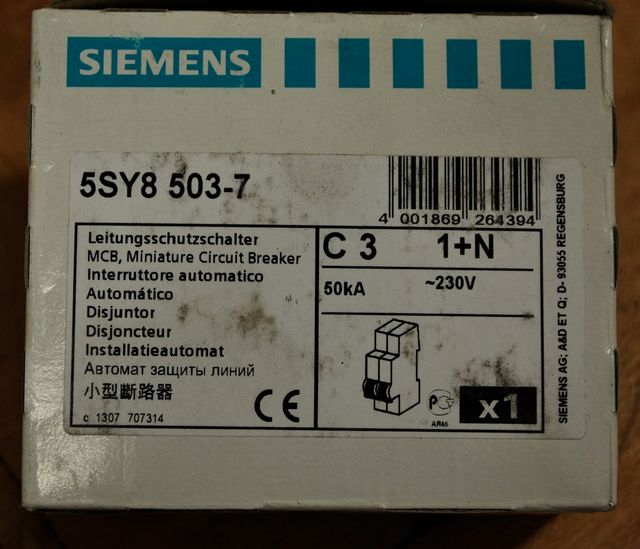 SIEMENS
5SY8 503-7
4 001869 264394
Leitungsschutzschalter
MCB, Miniature Circuit Breaker
Interruttore automatico
Automático
Disjuntor
Disjoncteur
Installatieautomat
Автомат защиты линий
小型斷路器
c 1307 707314
CE
C 3 1+N
50kA ~230V
AR46
x1
SIEMENS AG; A&D ET Q; D- 93055 REGENSBURG